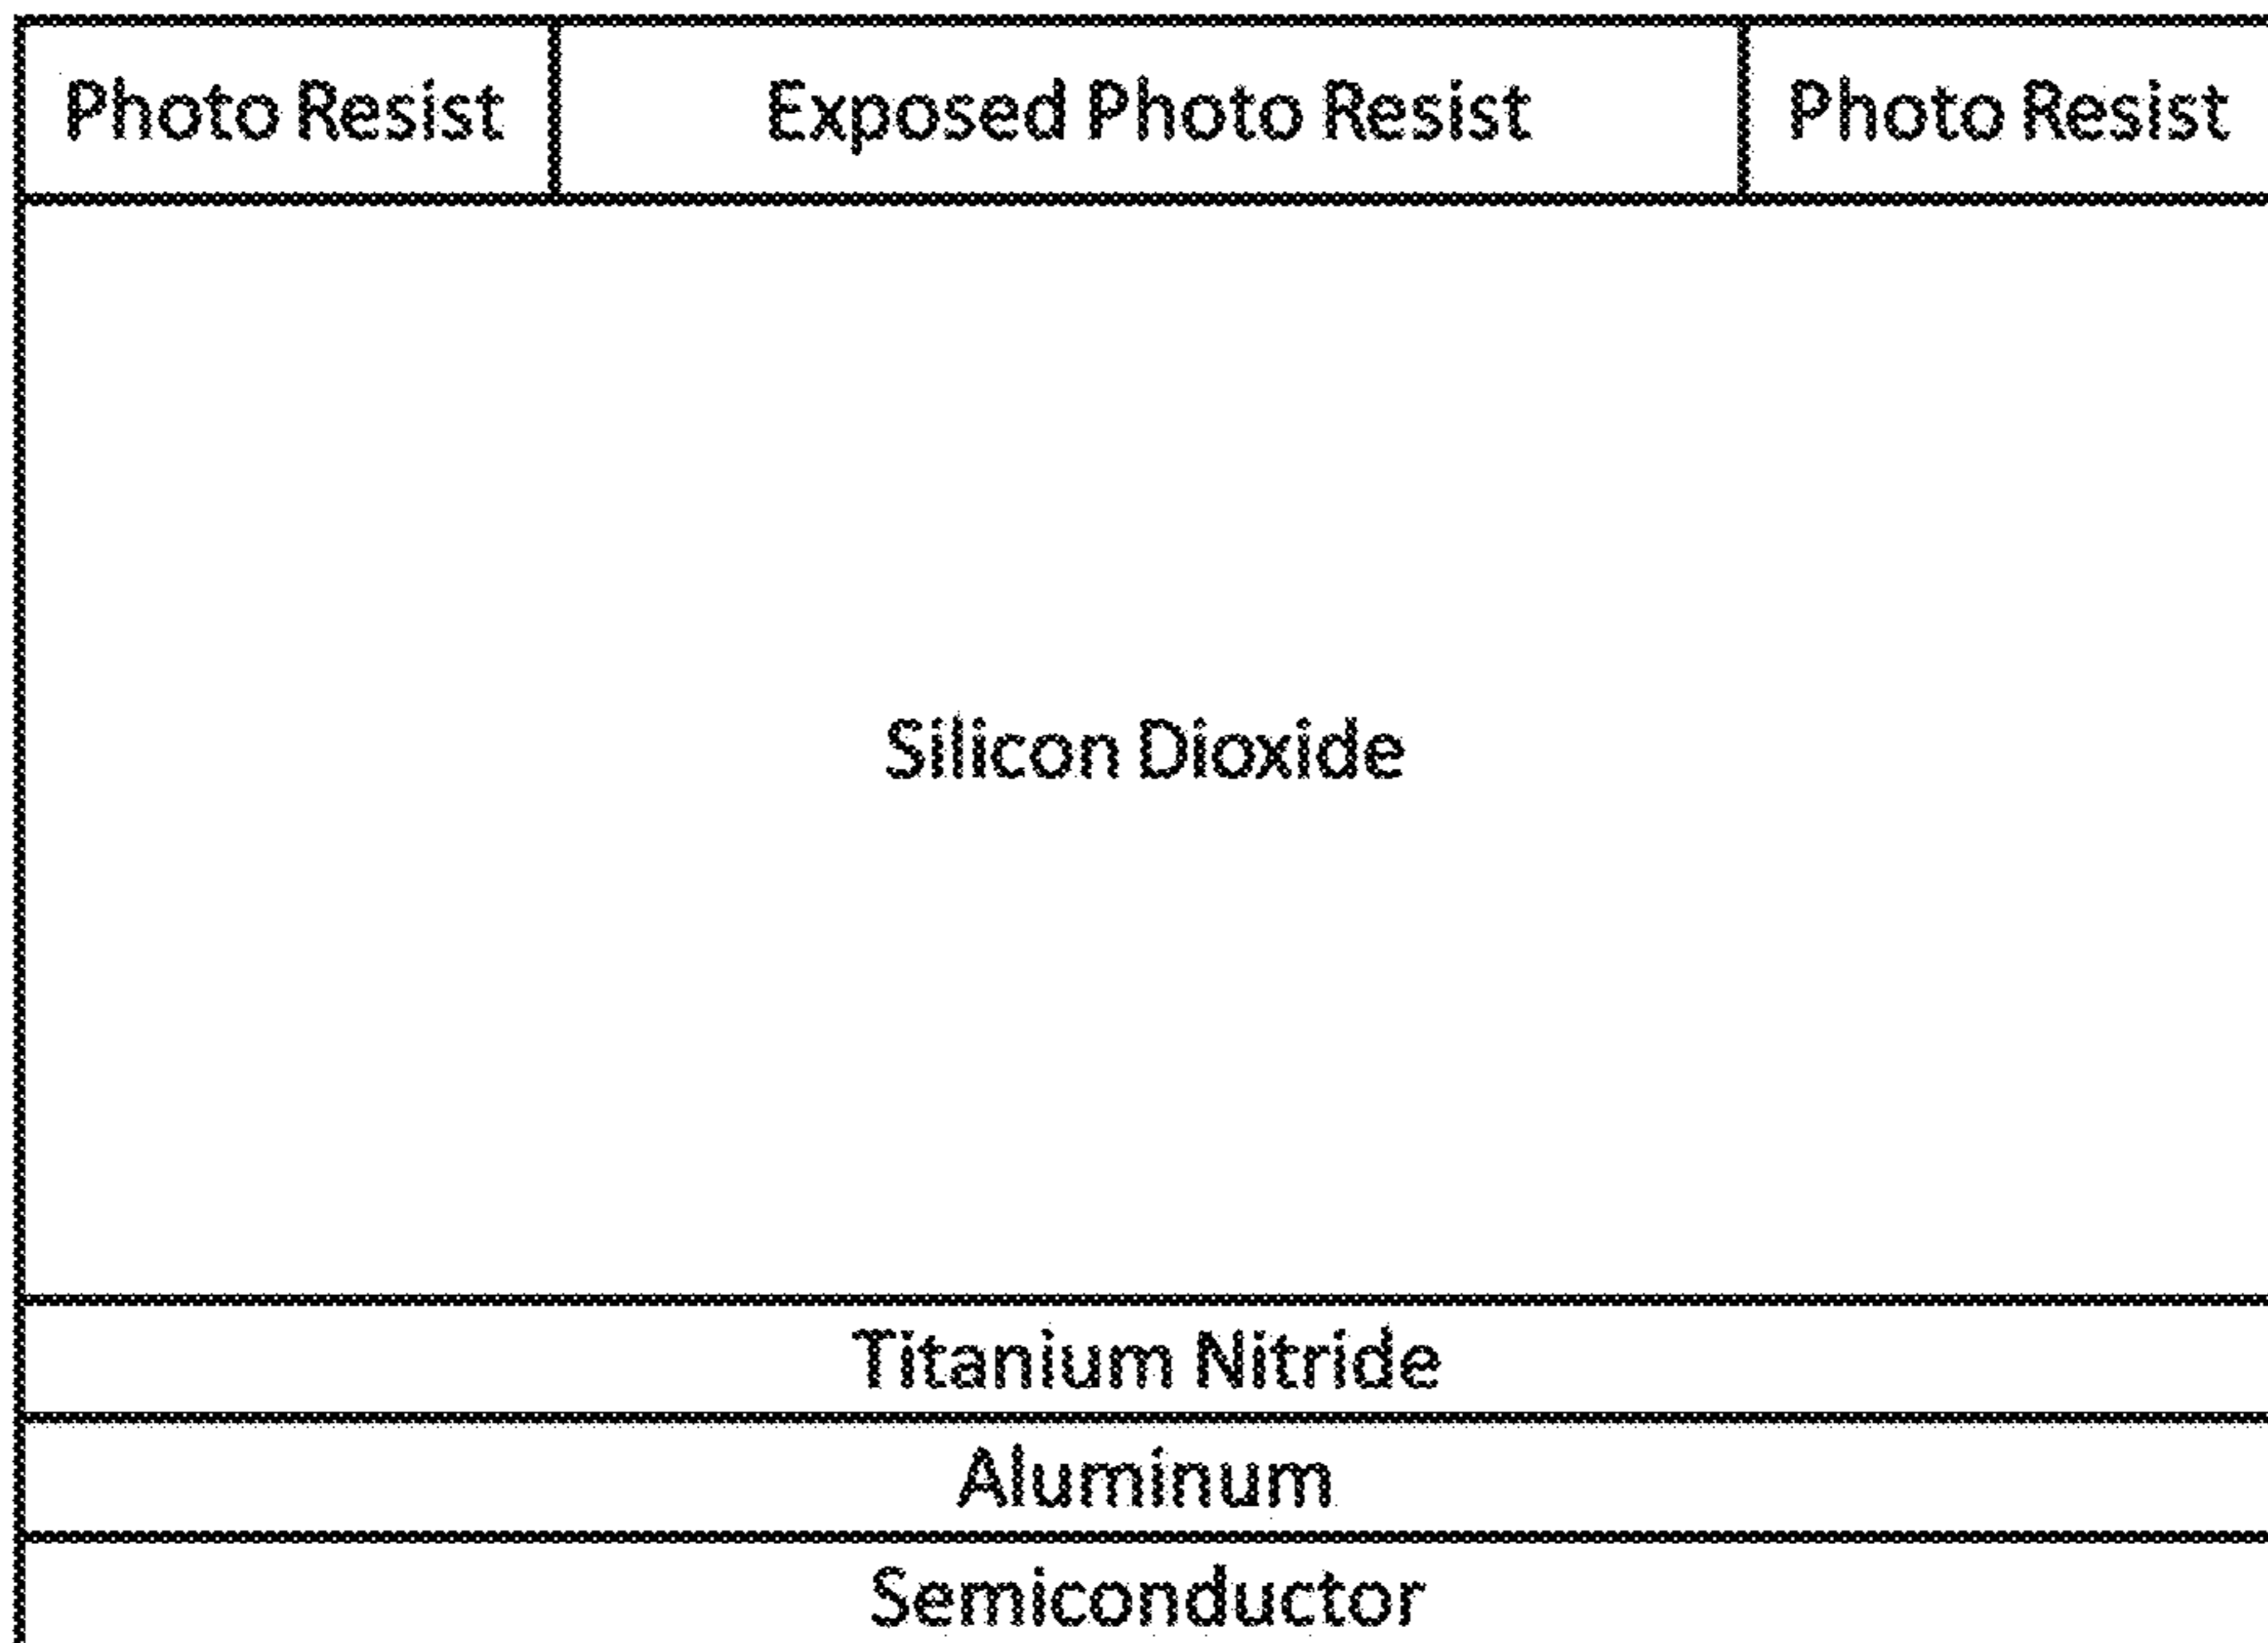 Photo Resist Exposed Photo Resist Photo Resist
Silicon Dioxide
Titanium Nitride
Aluminum
Semiconductor